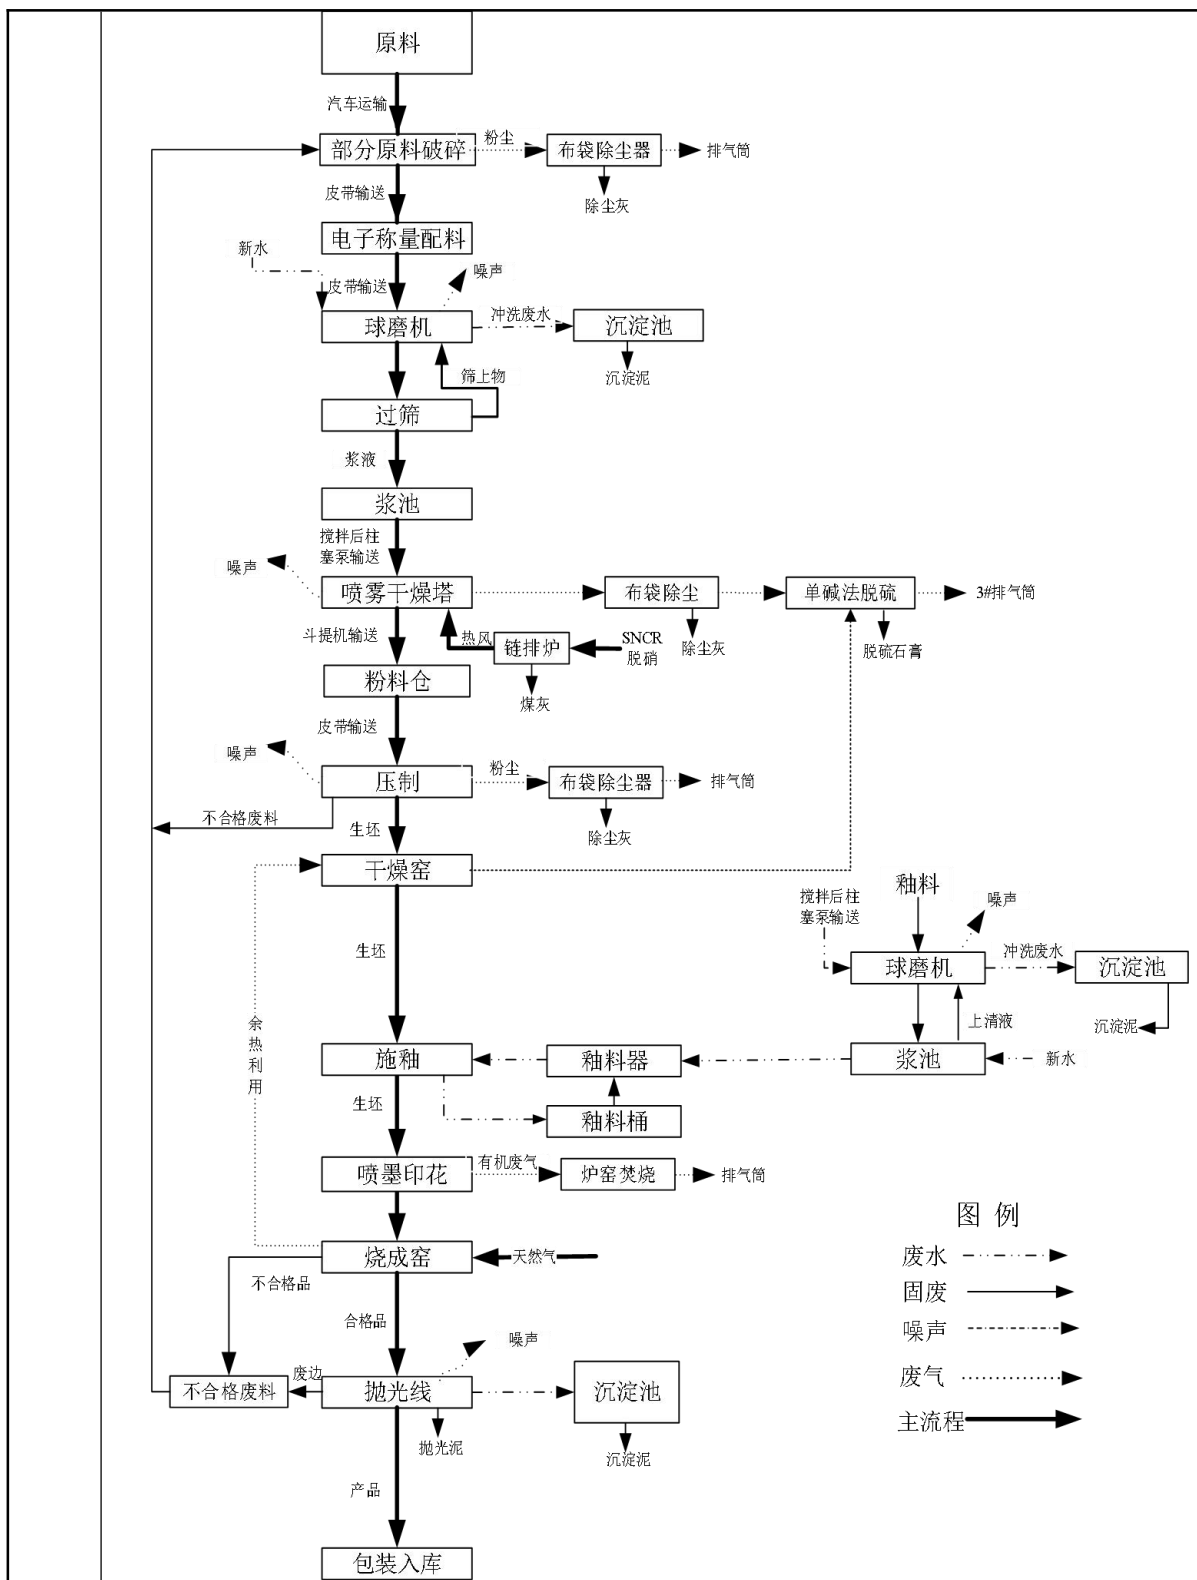 原料
汽车运输
部分原料破碎
粉尘
布袋除尘器
排气筒
除尘灰
皮带输送
电子称量配料
新水
皮带输送
噪声
球磨机
冲洗废水
沉淀池
沉淀泥
筛上物
过筛
浆液
浆池
搅拌后柱
塞泵输送
噪声
喷雾干燥塔
布袋除尘
单碱法脱硫
3#排气筒
除尘灰
脱硫石膏
斗提机输送
热风
链排炉
SNCR
脱硝
煤灰
粉料仓
皮带输送
噪声
压制
粉尘
布袋除尘器
排气筒
除尘灰
不合格废料
生坯
干燥窑
釉料
搅拌后柱
塞泵输送
噪声
球磨机
冲洗废水
沉淀池
沉淀泥
上清液
浆池
新水
生坯
余热利用
施釉
釉料器
釉料桶
生坯
喷墨印花
有机废气
炉窑焚烧
排气筒
烧成窑
天然气
不合格品
合格品
噪声
不合格废料
废边
抛光线
沉淀池
抛光泥
沉淀泥
产品
包装入库
图 例
废水
固废
噪声
废气
主流程